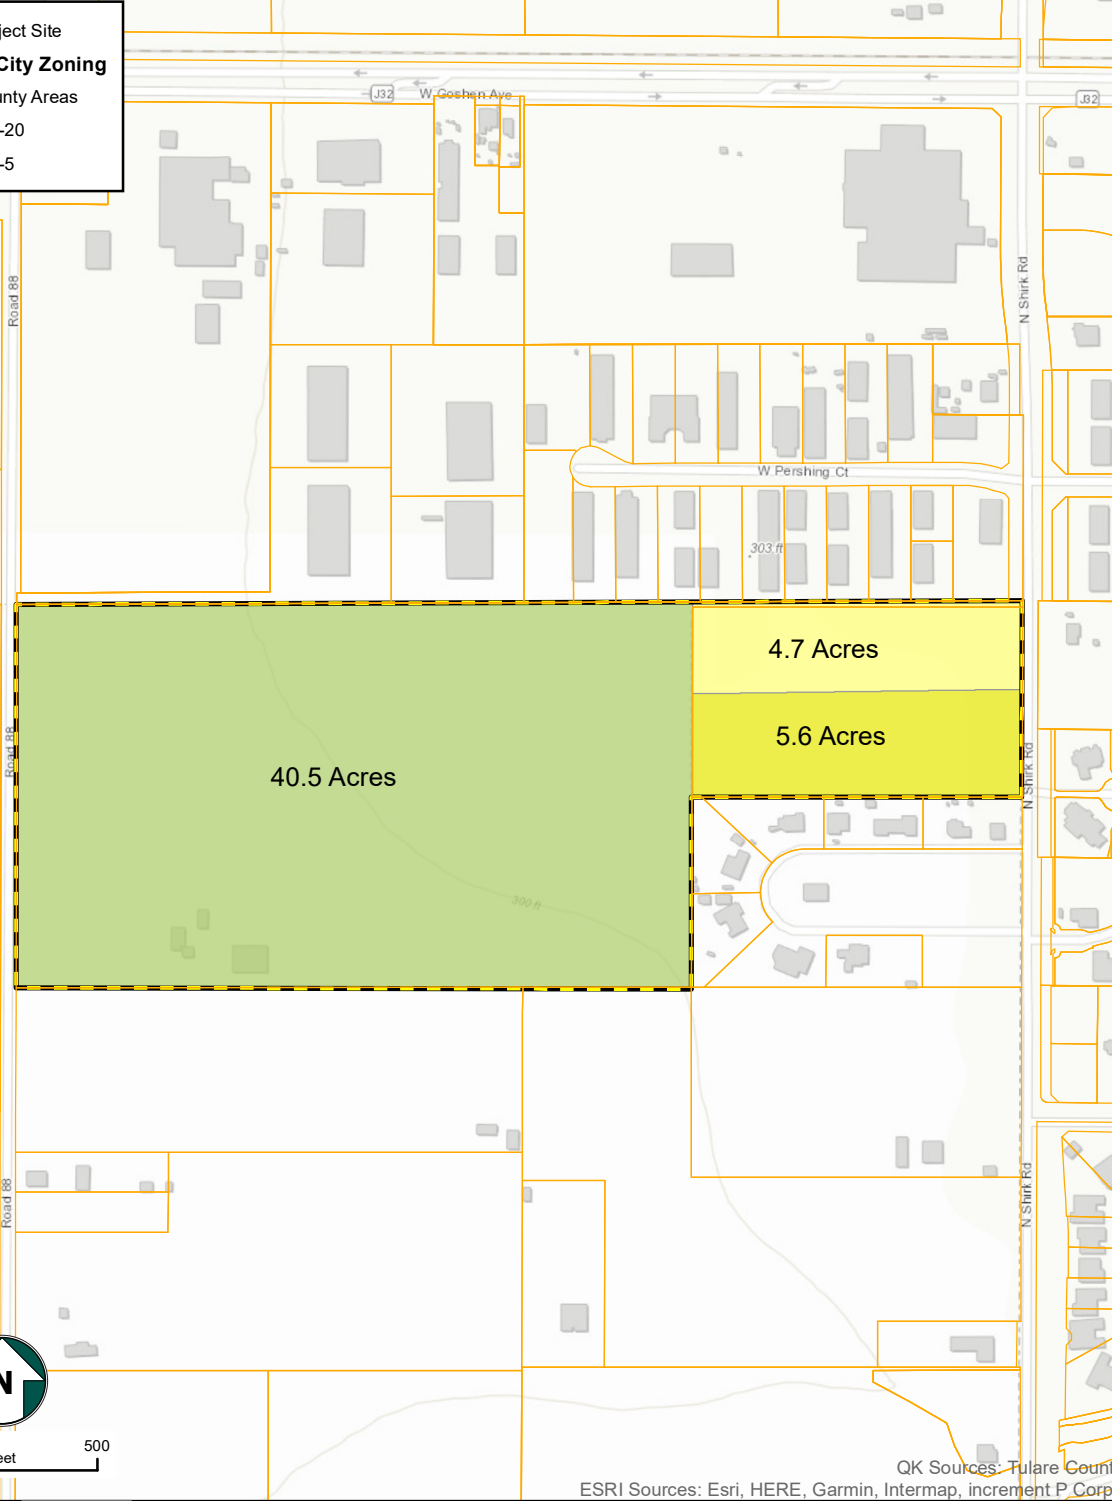 ject Site
City Zoning
unty Areas
-20
-5
J32
W Goshen Ave
J32
Road 88
N Shirk Rd
W Pershing Ct
303 ft
4.7 Acres
5.6 Acres
40.5 Acres
Road 88
N Shirk Rd
300 ft
Road 88
N Shirk Rd
N
500
eet
QK Sources: Tulare Count
ESRI Sources: Esri, HERE, Garmin, Intermap, increment P Corp